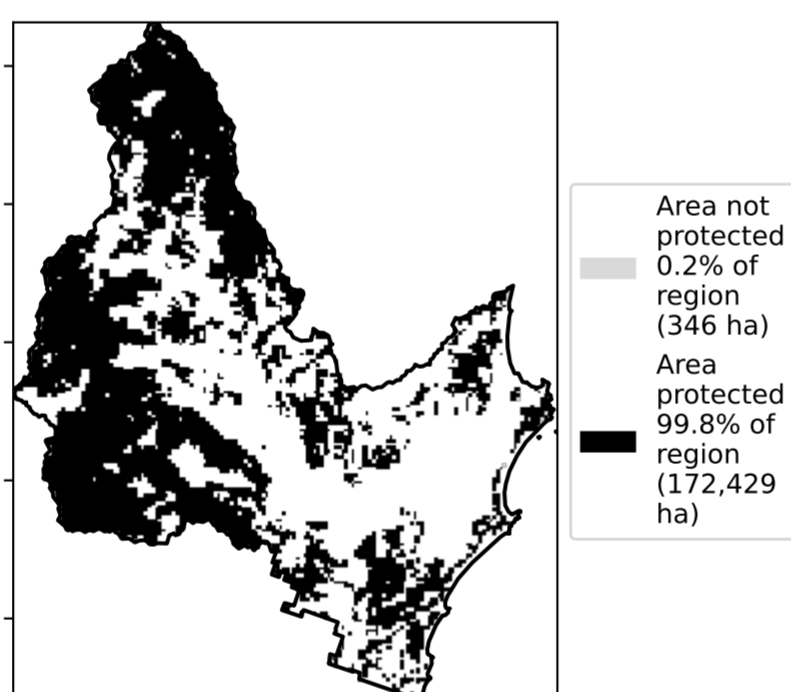 Area not
protected
0.2% of
region
(346 ha)
Area
protected
99.8% of
region
(172,429
ha)